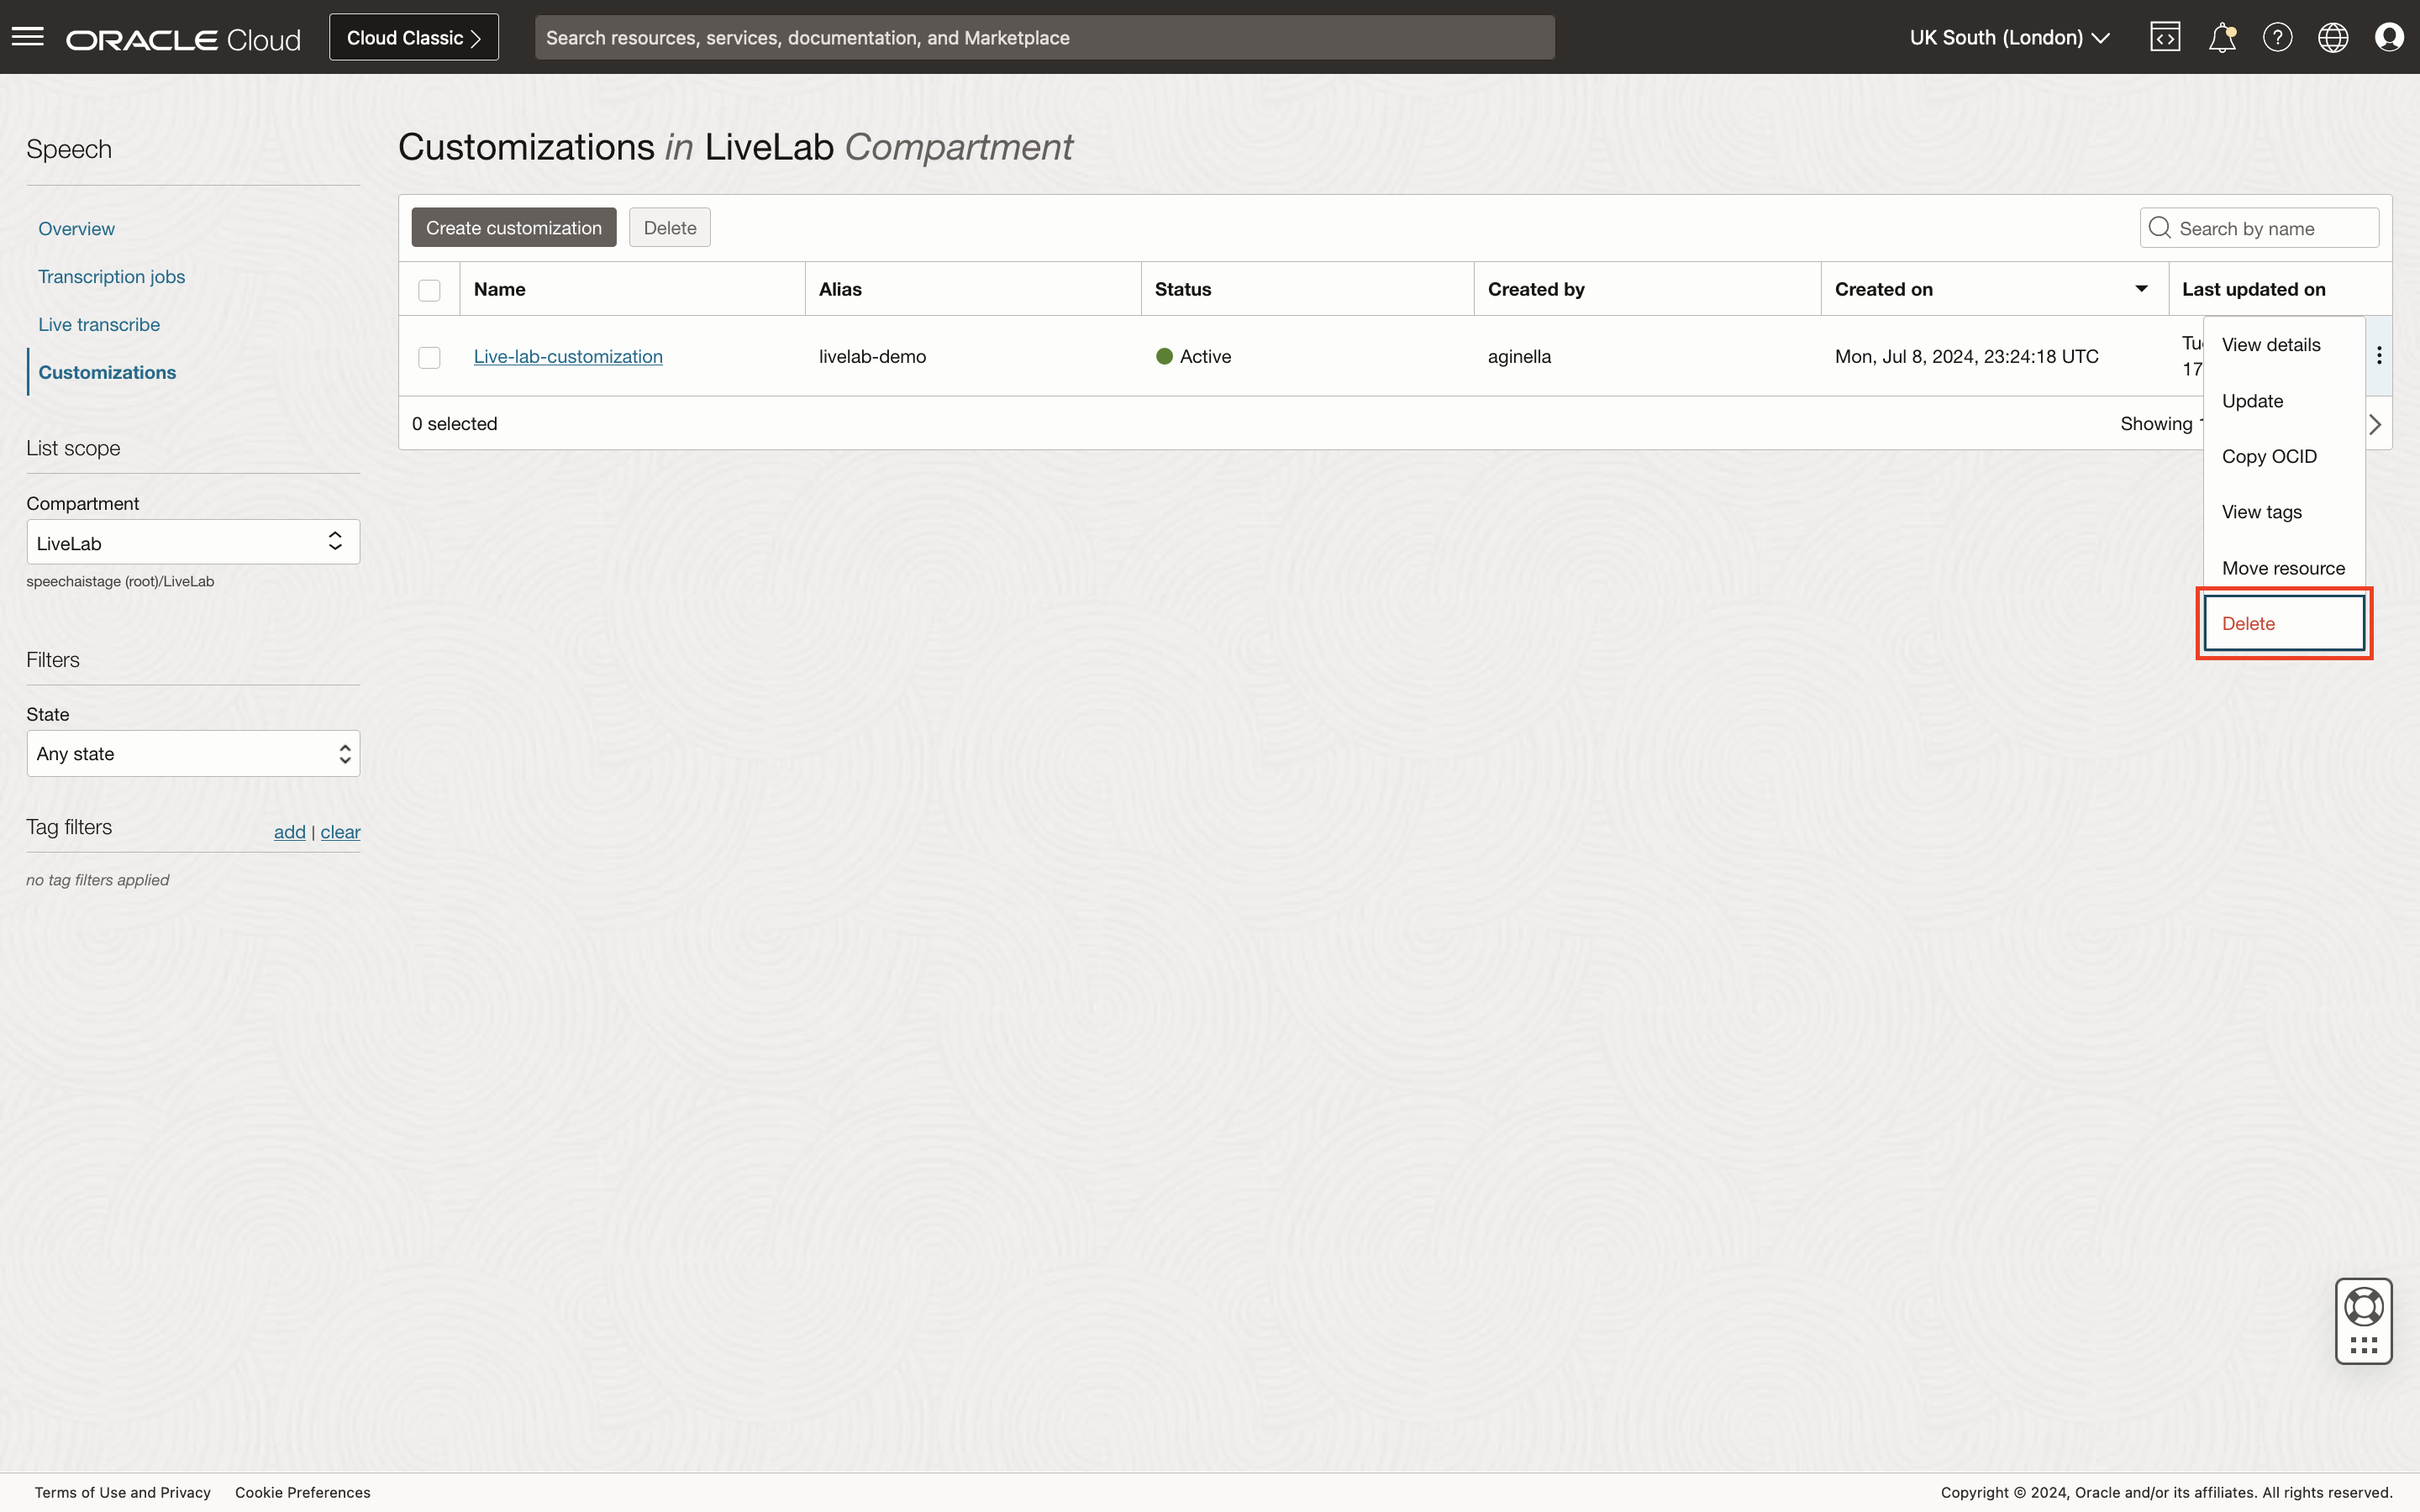 ORACLE Cloud
Cloud Classic
Search resources, services, documentation, and Marketplace
UK South (London)
Speech
Overview
Transcription jobs
Live transcribe
Customizations
List scope
Compartment
LiveLab
speechaistage (root)/LiveLab
Filters
State
Any state
Tag filters
add | clear
no tag filters applied
Customizations in LiveLab Compartment
Create customization
Delete
Search by name
Name Alias Status Created by Created on Last updated on
Live-lab-customization livelab-demo Active aginella Mon, Jul 8, 2024, 23:24:18 UTC
17
0 selected
Showing
View details
Update
Copy OCID
View tags
Move resource
Delete
Terms of Use and Privacy Cookie Preferences
Copyright © 2024, Oracle and/or its affiliates. All rights reserved.